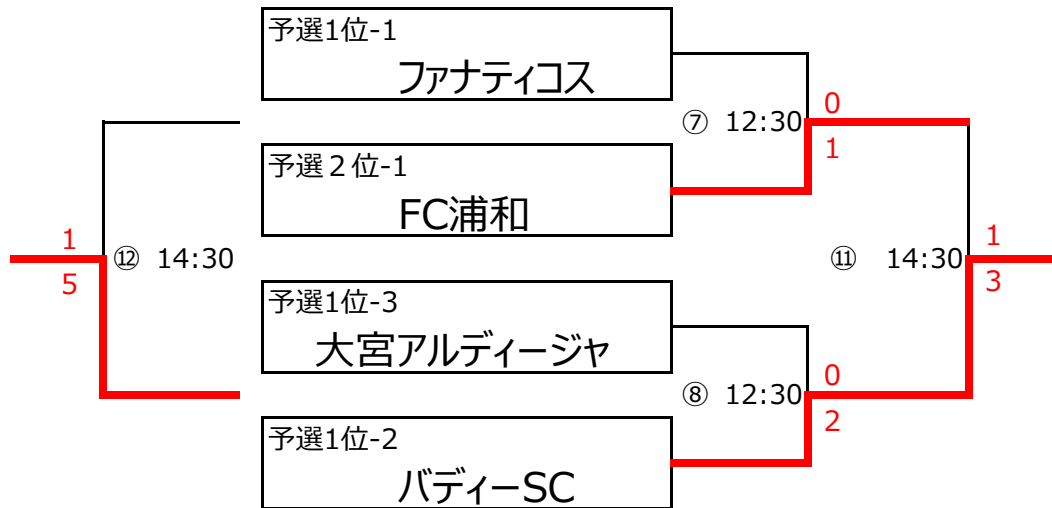 予選1位-1
ファナティコス
⑦ 12:30
0
1
予選２位-1
FC浦和
1
5
⑫ 14:30
⑪ 14:30
1
3
予選1位-3
大宮アルディージャ
⑧ 12:30
0
2
予選1位-2
バディーSC